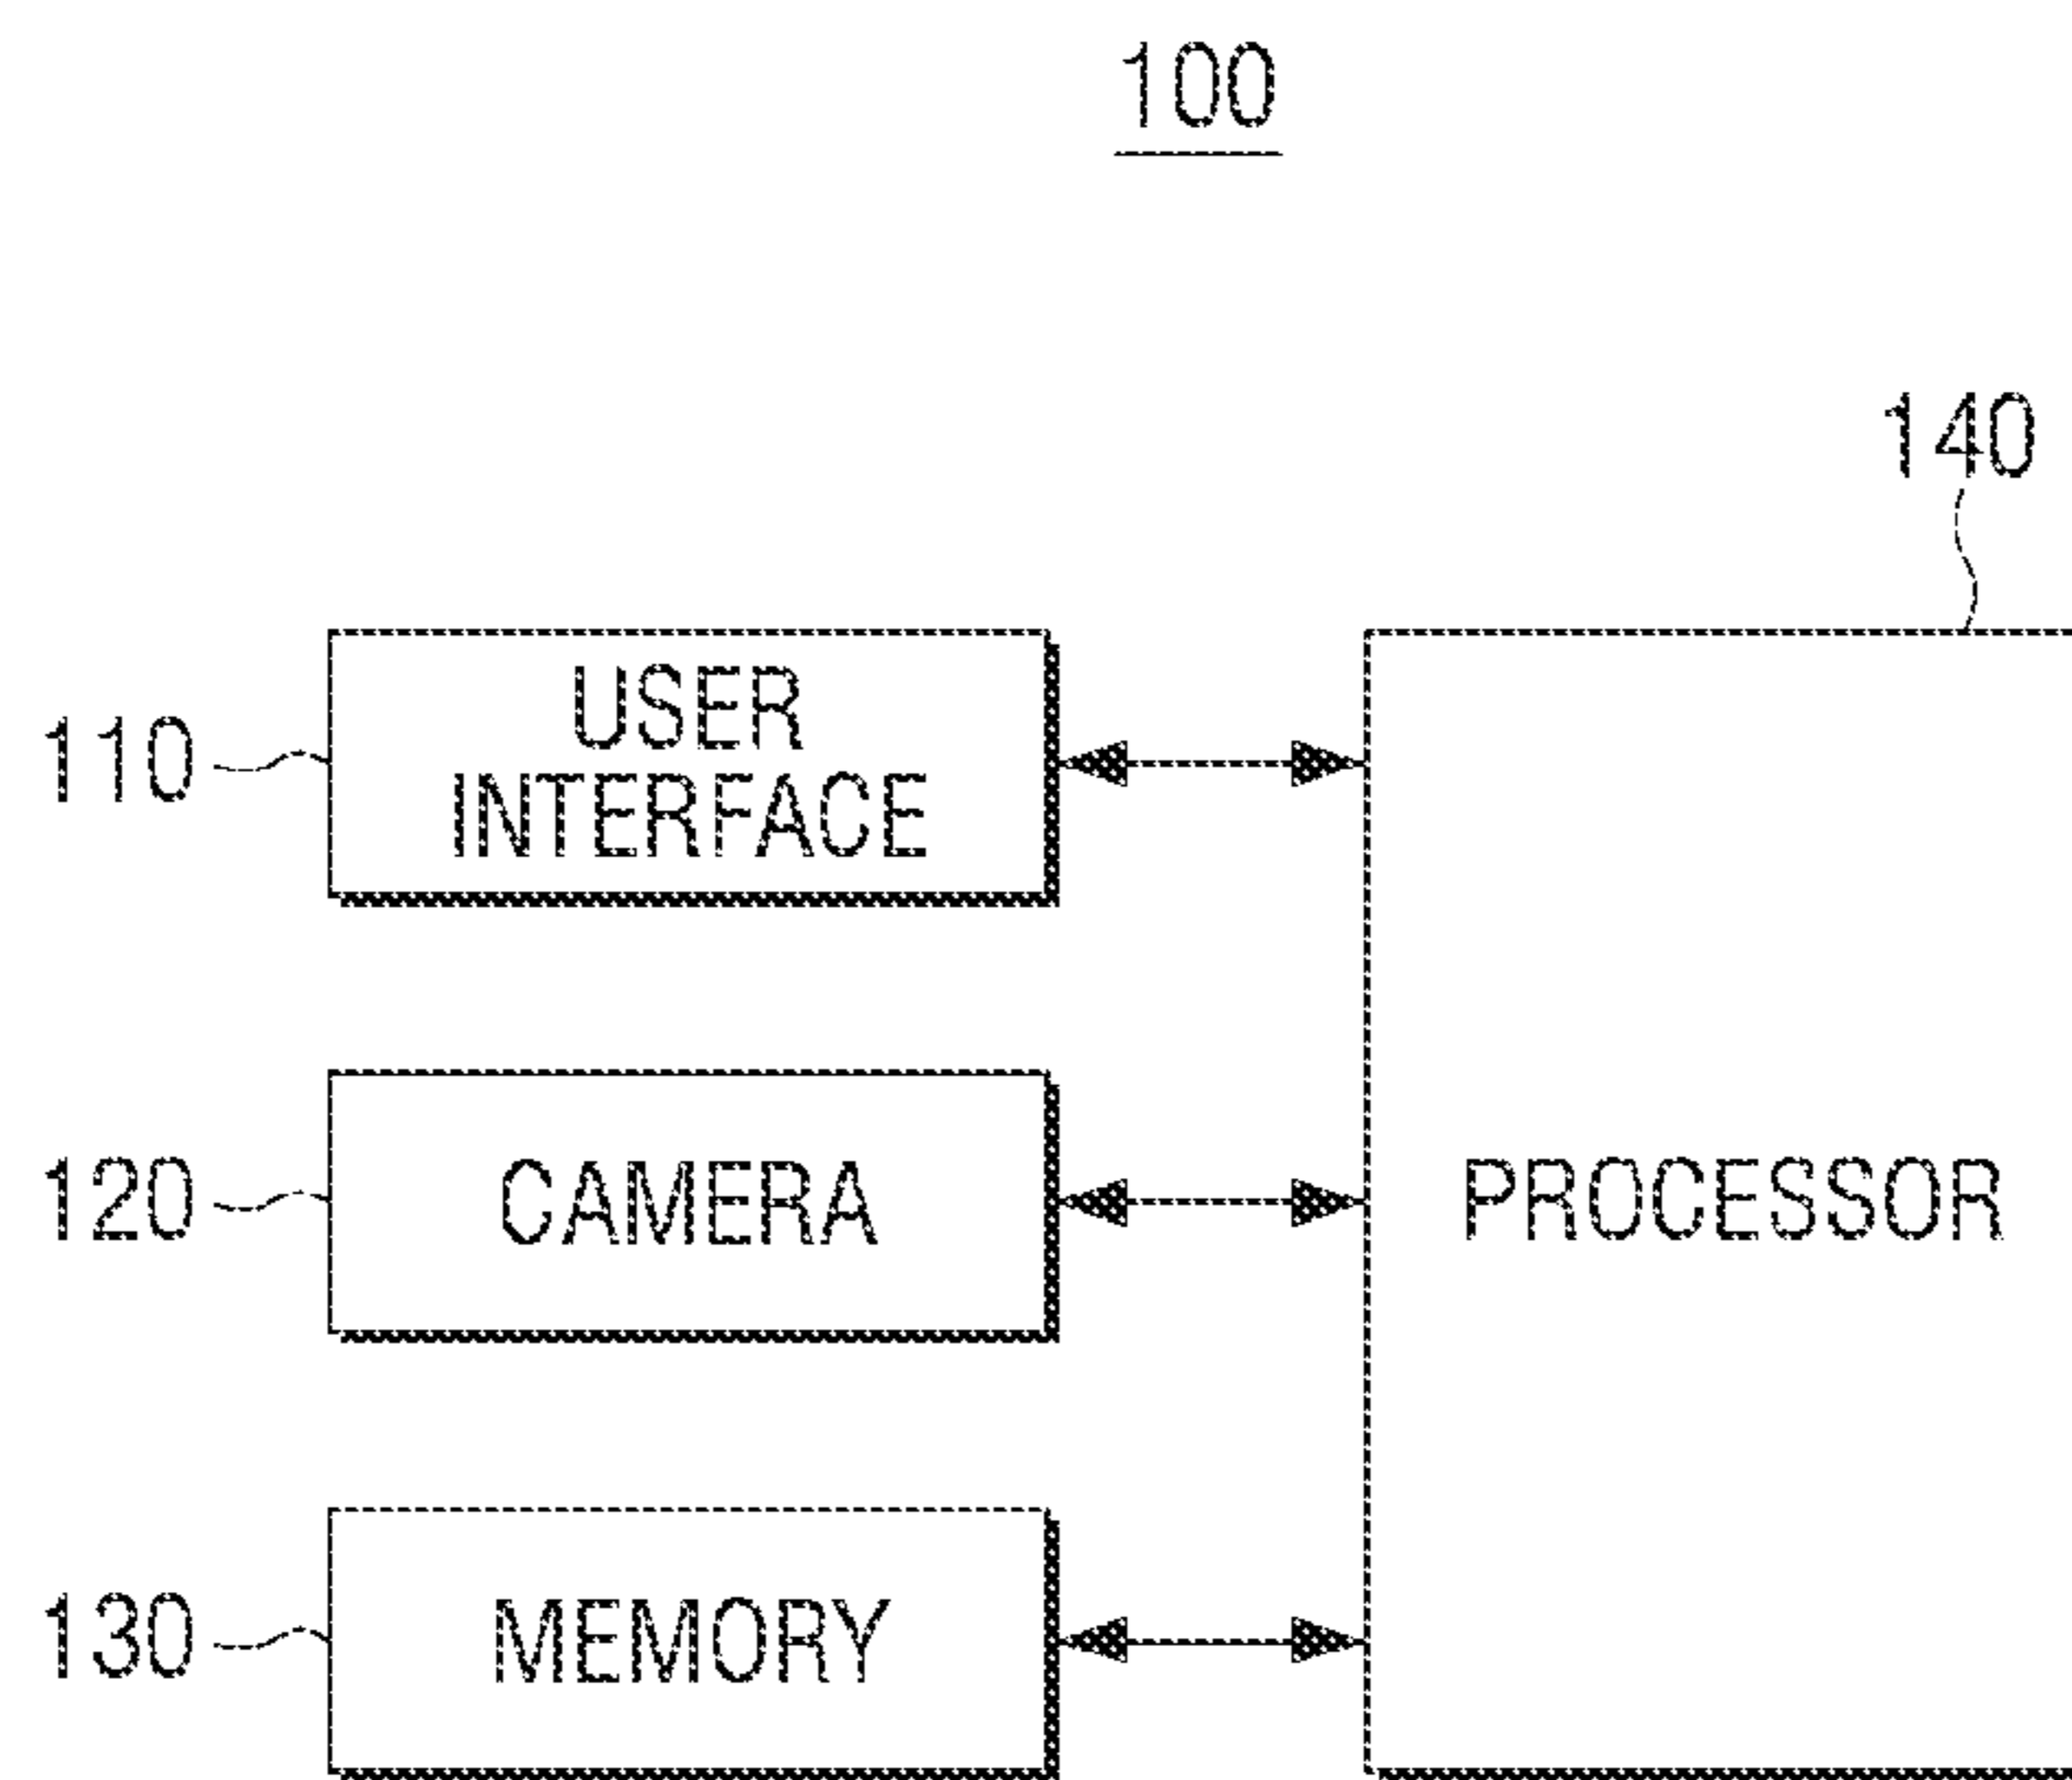 100
140
110
USER
INTERFACE
120
CAMERA
PROCESSOR
130
MEMORY